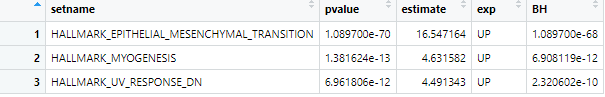 setname pvalue estimate exp BH
1 HALLMARK_EPITHELIAL_MESENCHYMAL_TRANSITION 1.089700e-70 16.547164 UP 1.089700e-68
2 HALLMARK_MYOGENESIS 1.381624e-13 4.631582 UP 6.908119e-12
3 HALLMARK_UV_RESPONSE_DN 6.961806e-12 4.491343 UP 2.320602e-10